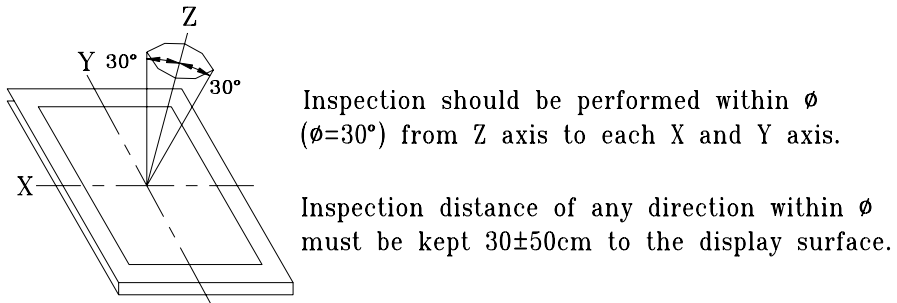 Z
Y 30°
30°
X
Inspection should be performed within ø
(ø=30°) from Z axis to each X and Y axis.
Inspection distance of any direction within ø
must be kept 30±50cm to the display surface.